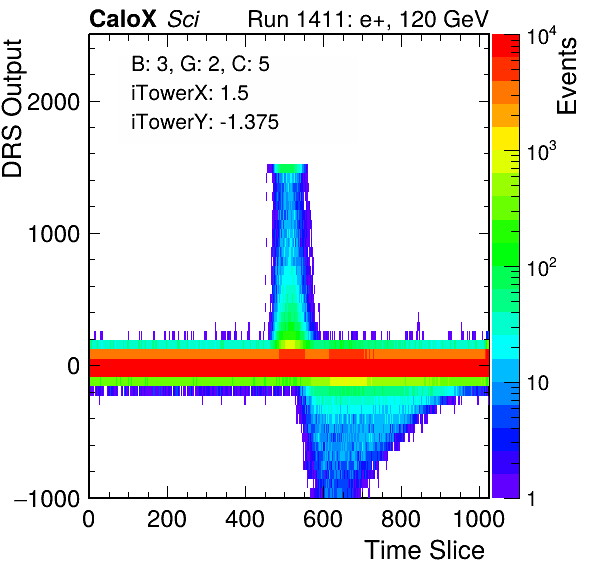 CaloX Sci Run 1411: e+, 120 GeV
B: 3, G: 2, C: 5
iTowerX: 1.5
iTowerY: -1.375
DRS Output
2000
1000
0
−1000
0 200 400 600 800 1000
Time Slice
Events
10^4
10^3
10^2
10
1